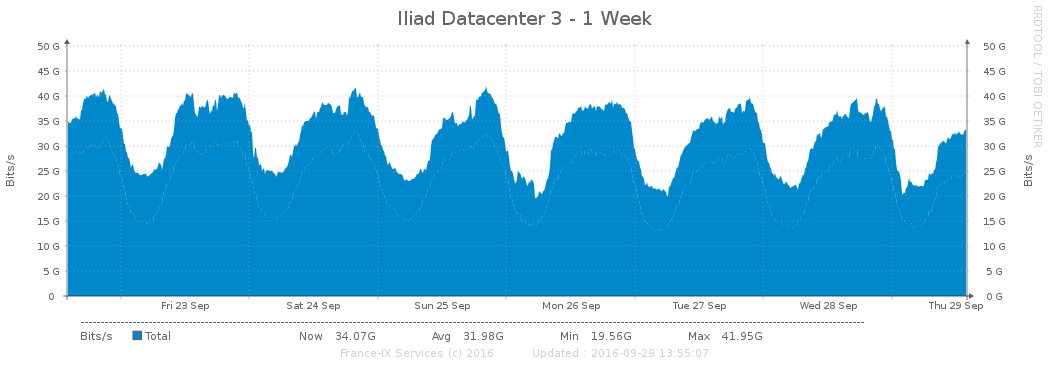 Iliad Datacenter 3 - 1 Week
RRDTOOL / TOBI OETIKER
50 G 50 G
45 G 45 G
40 G 40 G
35 G 35 G
30 G 30 G
25 G 25 G
20 G 20 G
15 G 15 G
10 G 10 G
5 G 5 G
0 0 G
Bits/s
Bits/s
Fri 23 Sep Sat 24 Sep Sun 25 Sep Mon 26 Sep Tue 27 Sep Wed 28 Sep Thu 29 Sep
Bits/s Total Now 34.07G Avg 31.98G Min 19.56G Max 41.95G
France-IX Services (c) 2016 Updated : 2016-09-29 13:55:07